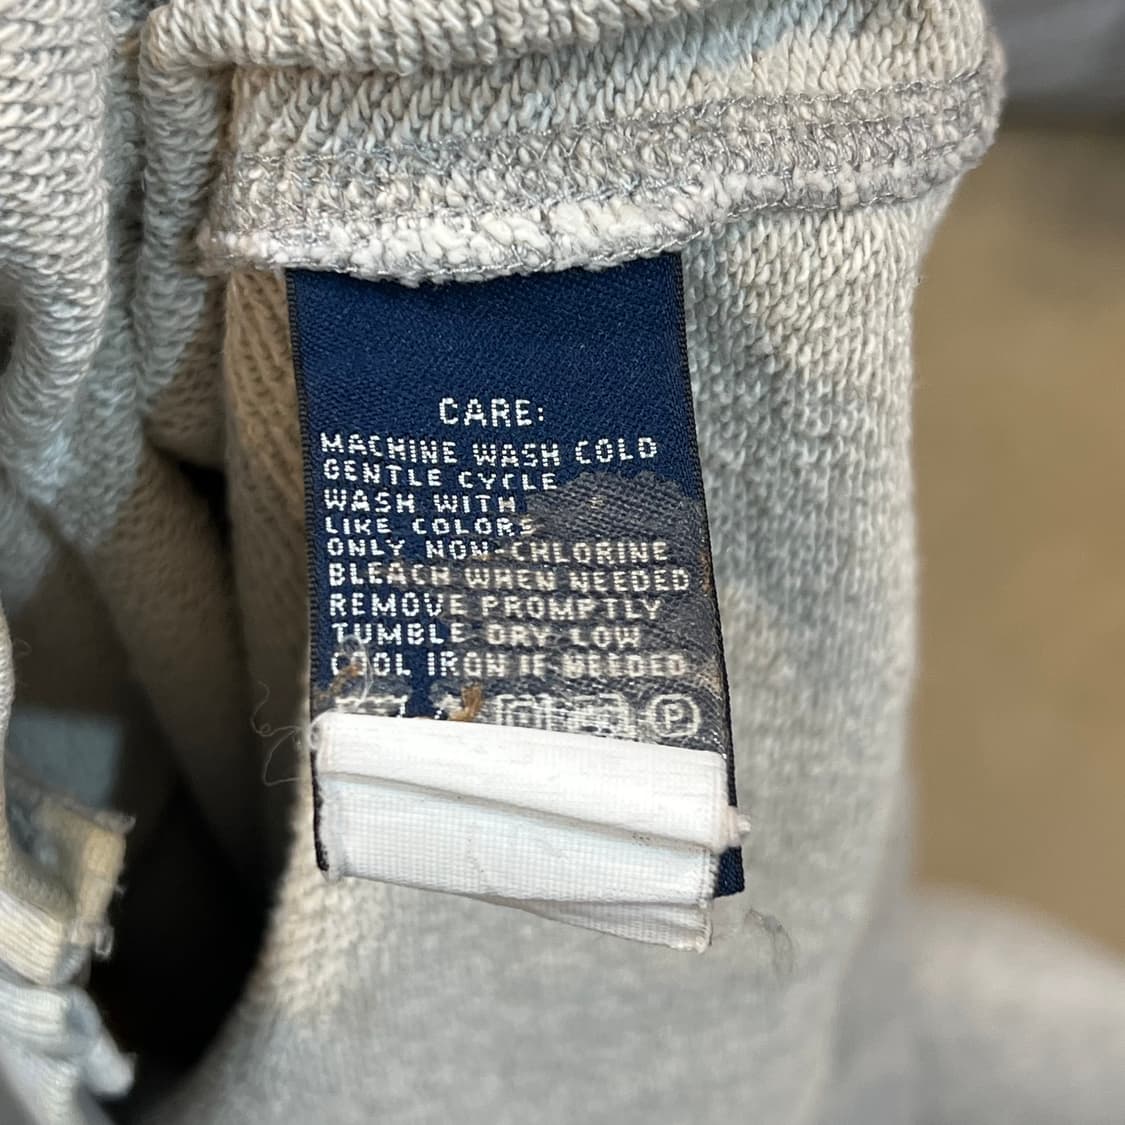 CARE:
MACHINE WASH COLD
GENTLE CYCLE
WASH WITH
LIKE COLORS
ONLY NON-CHLORINE
BLEACH WHEN NEEDED
REMOVE PROMPTLY
TUMBLE DRY LOW
COOL IRON IF NEEDED
P